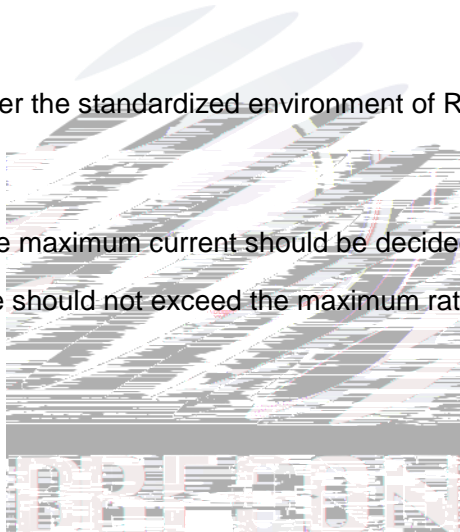 er the standardized environment of R
e maximum current should be decide
e should not exceed the maximum rat